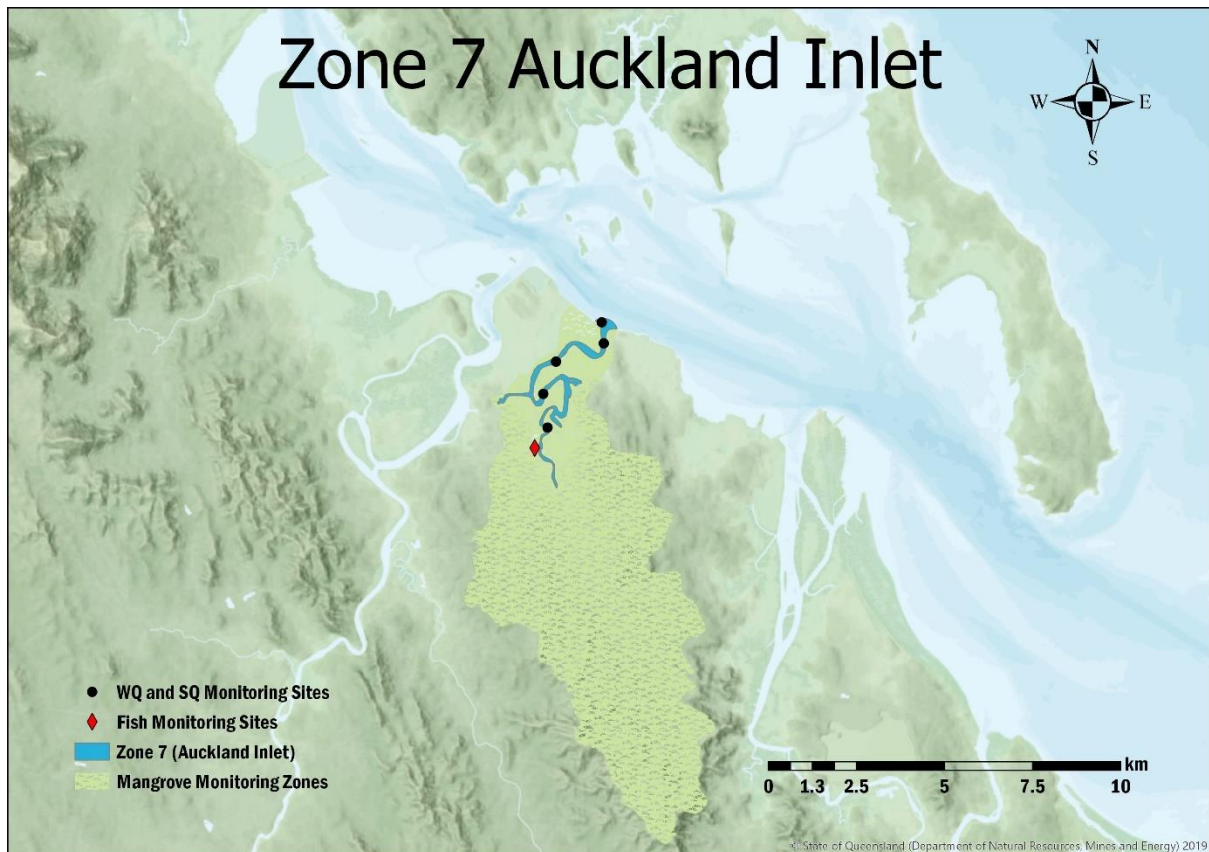 Zone 7 Auckland Inlet
N
W E
S
WQ and SQ Monitoring Sites
Fish Monitoring Sites
Zone 7 (Auckland Inlet)
Mangrove Monitoring Zones
km
0 1.3 2.5 5 7.5 10
©State of Queensland (Department of Natural Resources, Mines and Energy) 2019